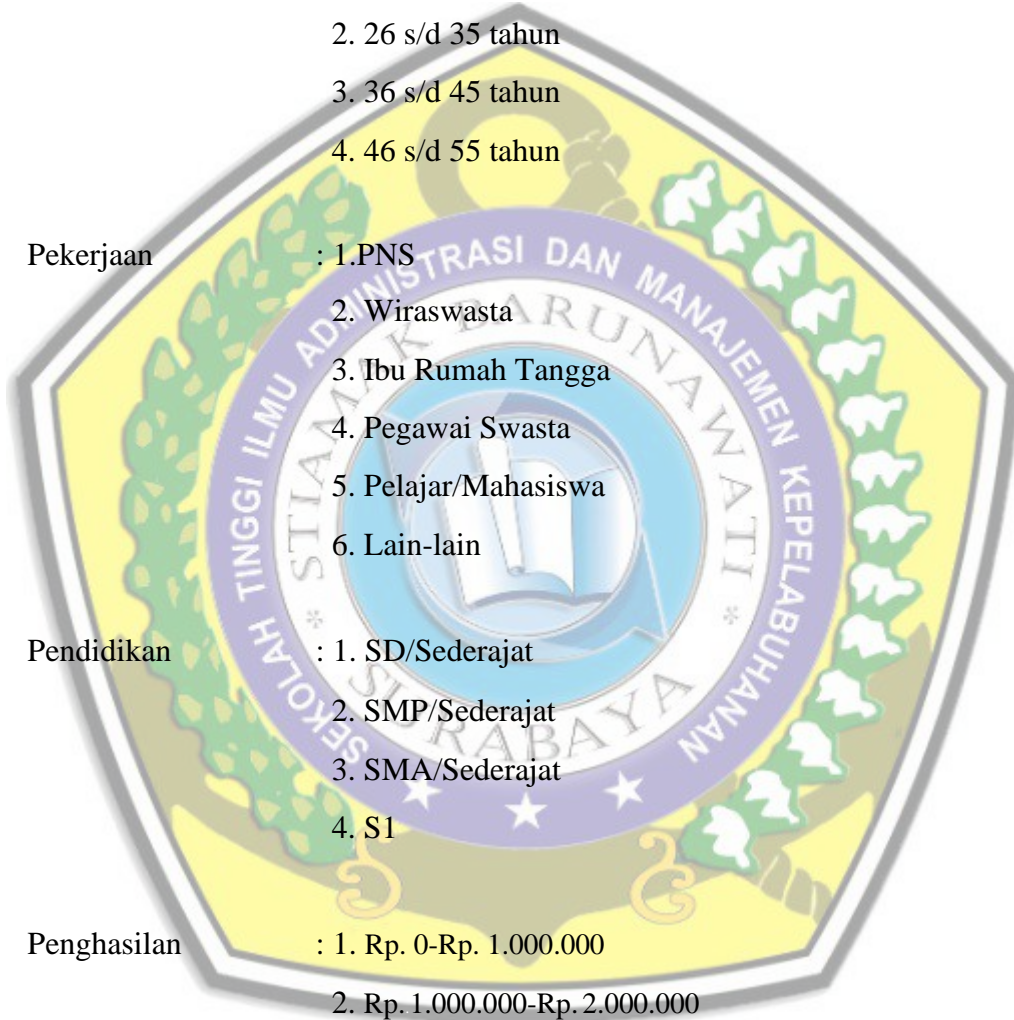 2. 26 s/d 35 tahun
3. 36 s/d 45 tahun
4. 46 s/d 55 tahun
Pekerjaan : 1.PNS
2. Wiraswasta
3. Ibu Rumah Tangga
4. Pegawai Swasta
5. Pelajar/Mahasiswa
6. Lain-lain
Pendidikan : 1. SD/Sederajat
2. SMP/Sederajat
3. SMA/Sederajat
4. S1
Penghasilan : 1. Rp. 0-Rp. 1.000.000
2. Rp. 1.000.000-Rp. 2.000.000
SEKOLAH TINGGI ILMU ADMINISTRASI DAN MANAJEMEN KEPELABUHANAN
STIAMAK BARUNAWATI
* SURABAYA *